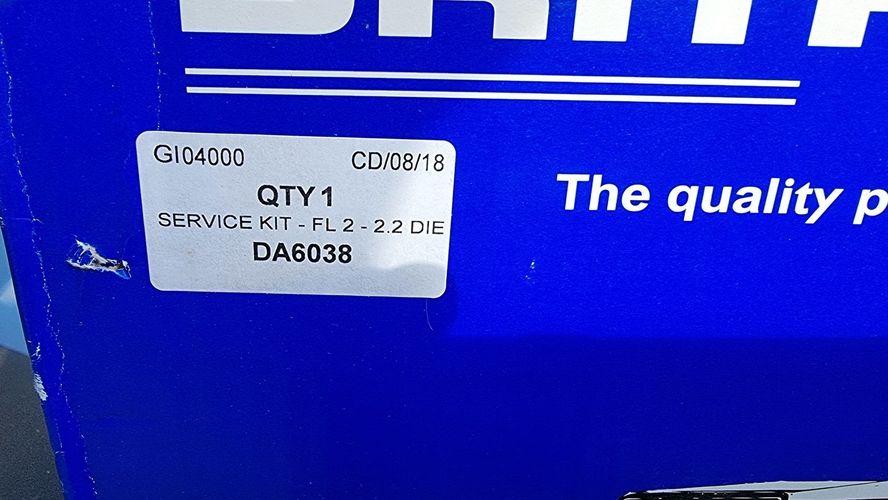 GI04000 CD/08/18
QTY 1
SERVICE KIT - FL 2 - 2.2 DIE
DA6038
The quality p